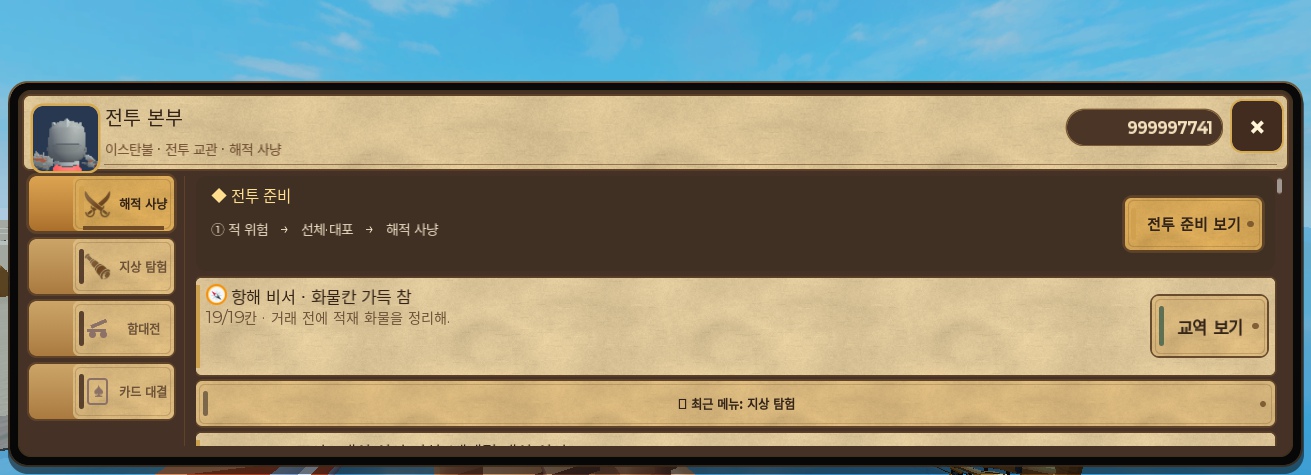 전투 본부
이스탄불 · 전투 교관 · 해적 사냥
999997741
×
해적 사냥
지상 탐험
함대전
카드 대결
◆ 전투 준비
① 적 위험 → 선체·대포 → 해적 사냥
전투 준비 보기
항해 비서 · 화물칸 가득 참
19/19칸 · 거래 전에 적재 화물을 정리해.
교역 보기
최근 메뉴: 지상 탐험